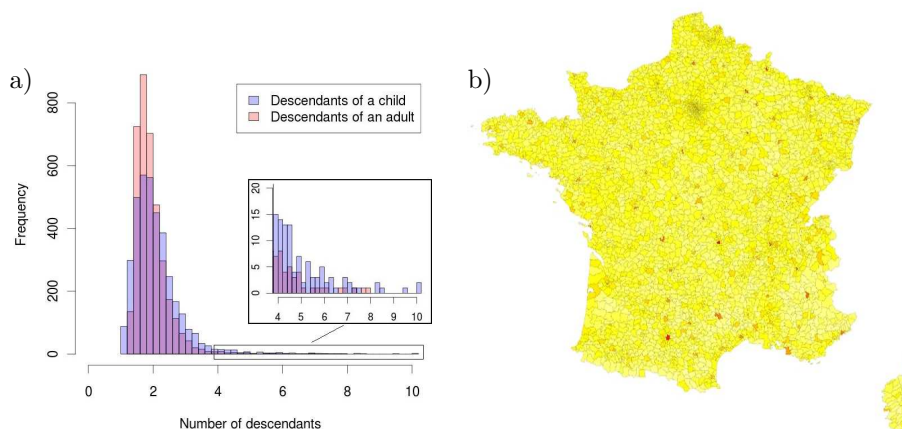 a)
b)
Descendants of a child
Descendants of an adult
Frequency
0 200 400 600 800
0 5 10 15 20
4 5 6 7 8 9 10
0 2 4 6 8 10
Number of descendants